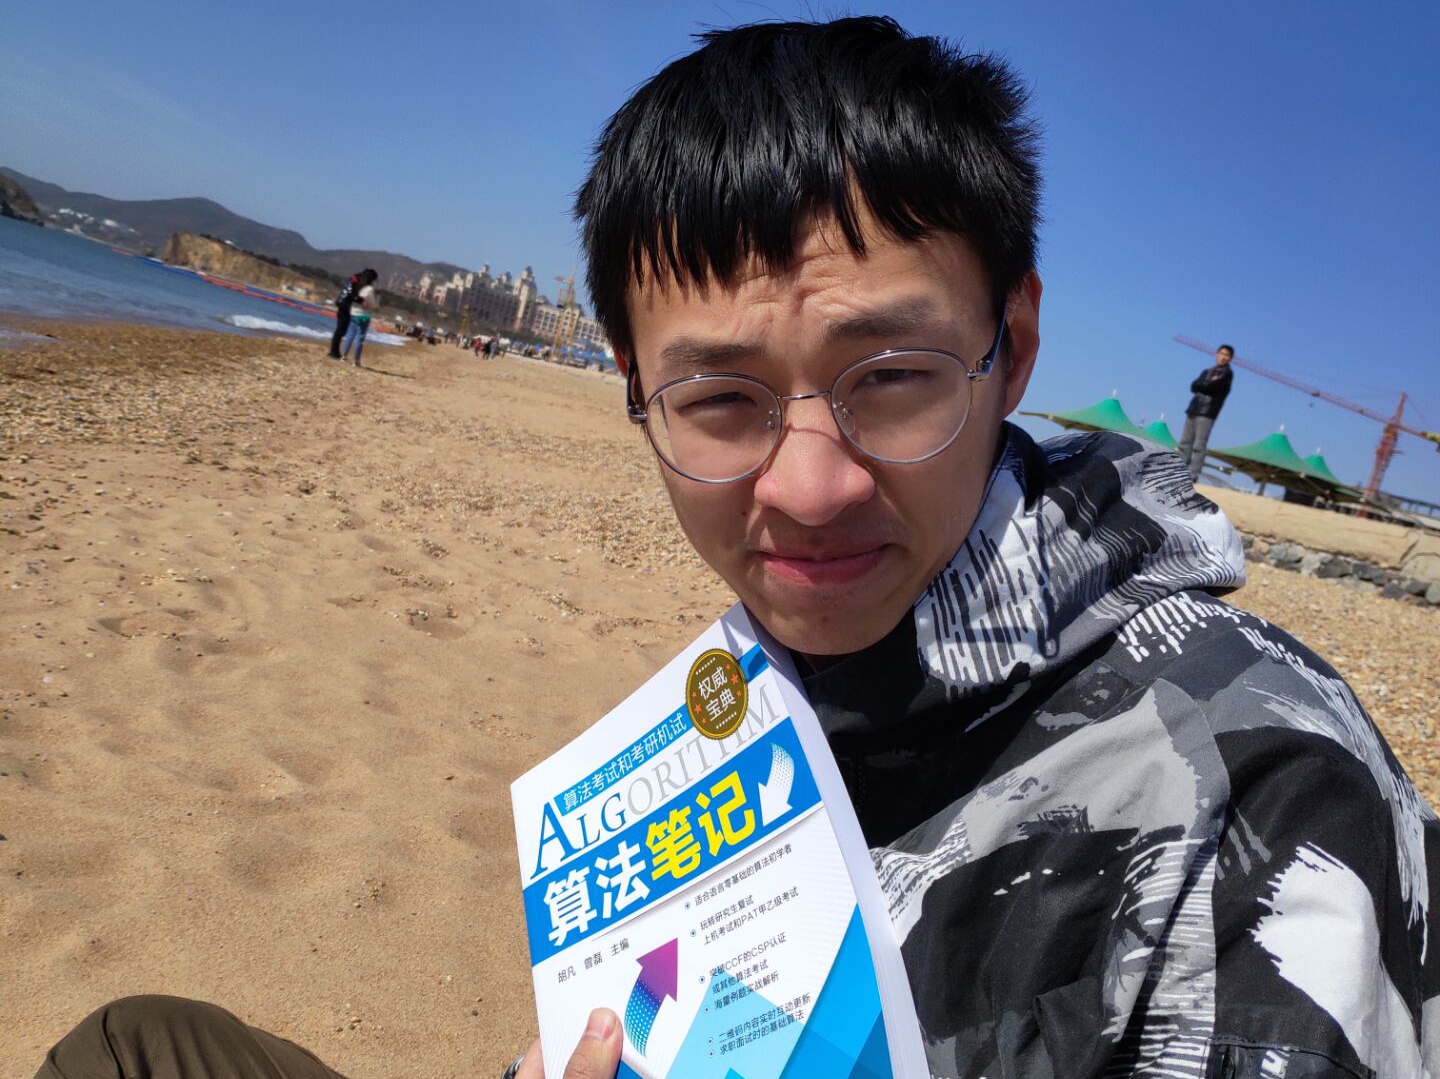 权威
宝典
算法考试和考研机试
ALGORITHM
算法笔记
适合语言零基础的算法初学者
玩转研究生复试
上机考试和PAT甲乙级考试
突破CCF的CSP认证
或其他算法考试
海量例题实战解析
二维码内容实时互动更新
求职面试时的基础算法
胡凡 曾磊 主编